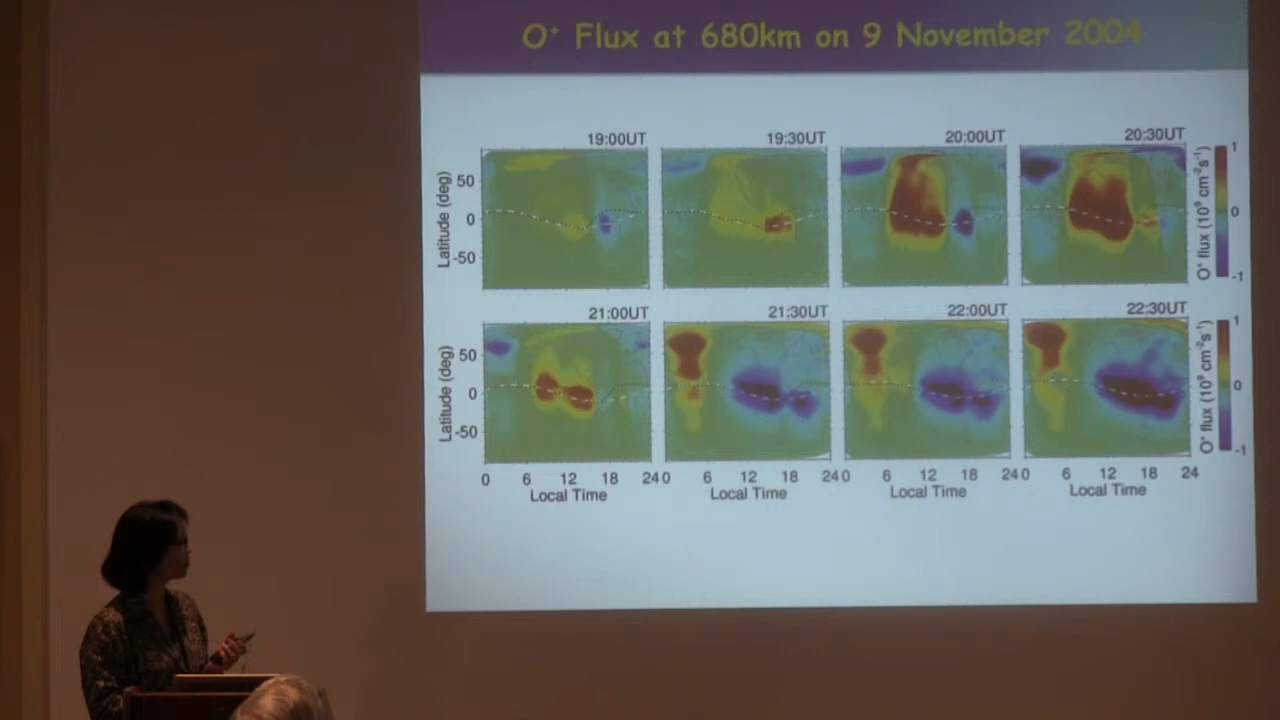 O⁺ Flux at 680km on 9 November 2004
19:00UT 19:30UT 20:00UT 20:30UT
Latitude (deg)
50
0
-50
O⁺ flux (10⁹ cm⁻²s⁻¹)
1
0
-1
21:00UT 21:30UT 22:00UT 22:30UT
Latitude (deg)
50
0
-50
O⁺ flux (10⁹ cm⁻²s⁻¹)
1
0
-1
0 6 12 18 24 0 6 12 18 24 0 6 12 18 24 0 6 12 18 24
Local Time Local Time Local Time Local Time